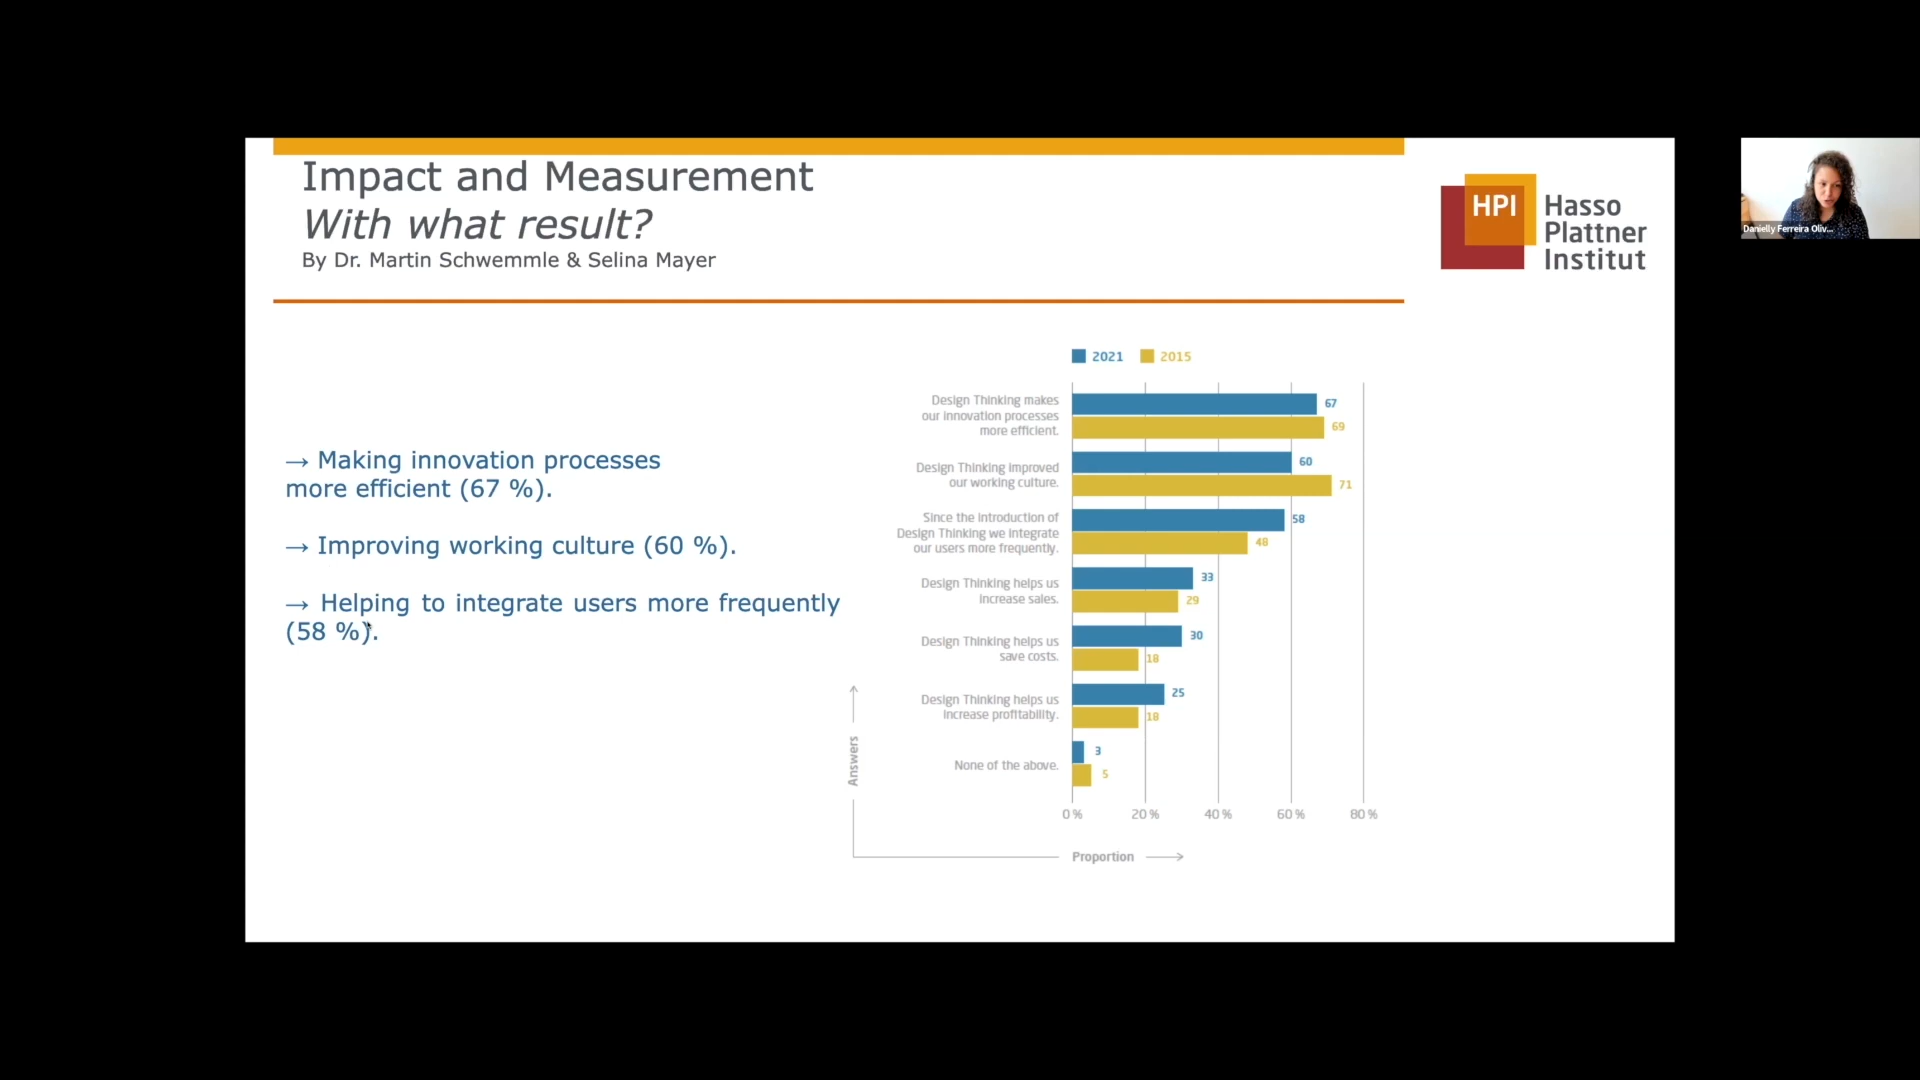 Impact and Measurement
With what result?
By Dr. Martin Schwemmle & Selina Mayer
HPI
Hasso
Plattner
Institut
Danielly Ferreira Oliv...
→ Making innovation processes
more efficient (67 %).
→ Improving working culture (60 %).
→ Helping to integrate users more frequently
(58 %).
2021
2015
Design Thinking makes
our innovation processes
more efficient.
67
69
Design Thinking improved
our working culture.
60
71
Since the introduction of
Design Thinking we integrate
our users more frequently.
58
48
Design Thinking helps us
increase sales.
33
29
Design Thinking helps us
save costs.
30
18
Design Thinking helps us
increase profitability.
25
18
None of the above.
3
5
Answers
0 %
20 %
40 %
60 %
80 %
Proportion